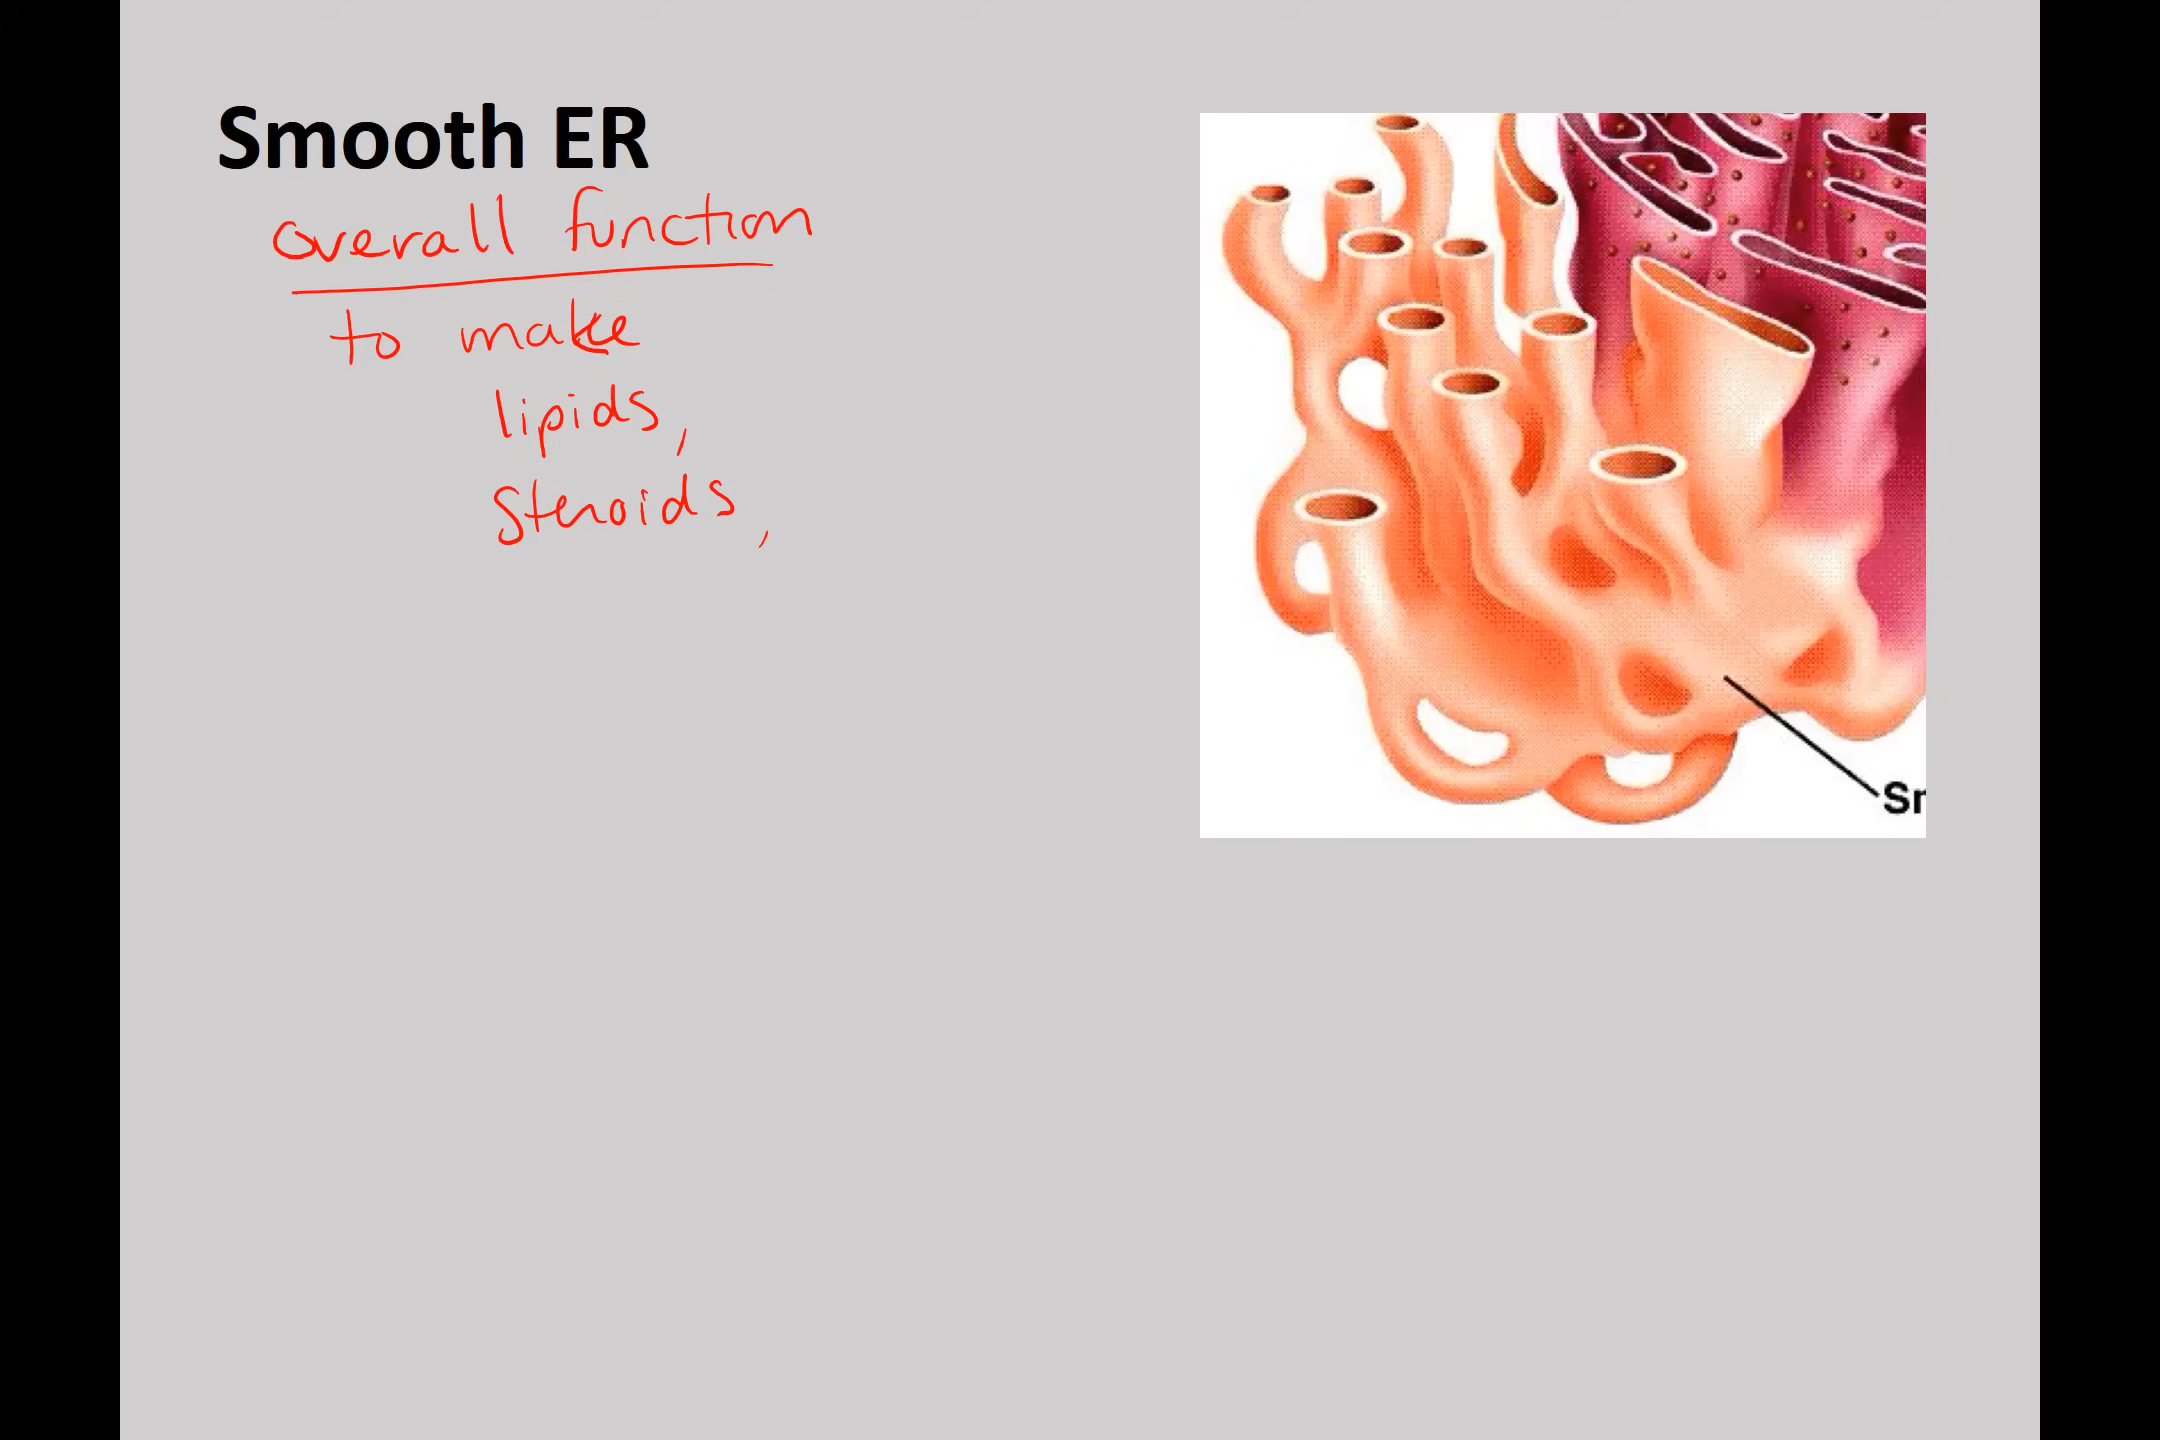 Smooth ER
overall function
to make
lipids,
Steroids,
Sr